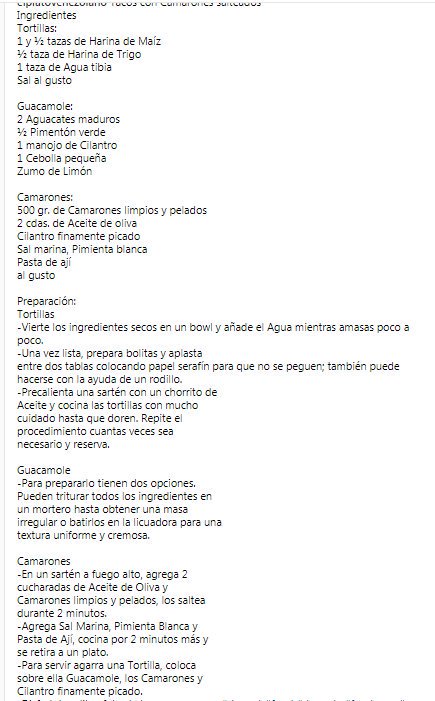 elplatovenezolano Tacos con Camarones salteados
Ingredientes
Tortillas:
1 y ½ tazas de Harina de Maíz
½ taza de Harina de Trigo
1 taza de Agua tibia
Sal al gusto
Guacamole:
2 Aguacates maduros
½ Pimentón verde
1 manojo de Cilantro
1 Cebolla pequeña
Zumo de Limón
Camarones:
500 gr. de Camarones limpios y pelados
2 cdas. de Aceite de oliva
Cilantro finamente picado
Sal marina, Pimienta blanca
Pasta de ají
al gusto
Preparación:
Tortillas
-Vierte los ingredientes secos en un bowl y añade el Agua mientras amasas poco a
poco.
-Una vez lista, prepara bolitas y aplasta
entre dos tablas colocando papel serafín para que no se peguen; también puede
hacerse con la ayuda de un rodillo.
-Precalienta una sartén con un chorrito de
Aceite y cocina las tortillas con mucho
cuidado hasta que doren. Repite el
procedimiento cuantas veces sea
necesario y reserva.
Guacamole
-Para prepararlo tienen dos opciones.
Pueden triturar todos los ingredientes en
un mortero hasta obtener una masa
irregular o batirlos en la licuadora para una
textura uniforme y cremosa.
Camarones
-En un sartén a fuego alto, agrega 2
cucharadas de Aceite de Oliva y
Camarones limpios y pelados, los saltea
durante 2 minutos.
-Agrega Sal Marina, Pimienta Blanca y
Pasta de Ají, cocina por 2 minutos más y
se retira a un plato.
-Para servir agarra una Tortilla, coloca
sobre ella Guacamole, los Camarones y
Cilantro finamente picado.